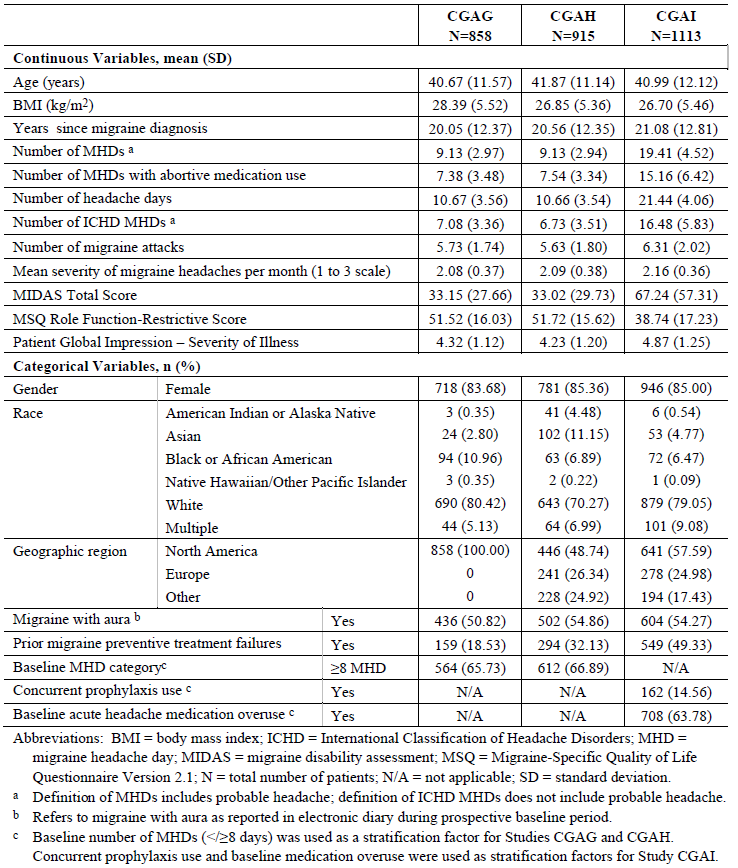 CGAG CGAH CGAI
N=858 N=915 N=1113
Continuous Variables, mean (SD)
Age (years) 40.67 (11.57) 41.87 (11.14) 40.99 (12.12)
BMI (kg/m2) 28.39 (5.52) 26.85 (5.36) 26.70 (5.46)
Years since migraine diagnosis 20.05 (12.37) 20.56 (12.35) 21.08 (12.81)
Number of MHDs a 9.13 (2.97) 9.13 (2.94) 19.41 (4.52)
Number of MHDs with abortive medication use 7.38 (3.48) 7.54 (3.34) 15.16 (6.42)
Number of headache days 10.67 (3.56) 10.66 (3.54) 21.44 (4.06)
Number of ICHD MHDs a 7.08 (3.36) 6.73 (3.51) 16.48 (5.83)
Number of migraine attacks 5.73 (1.74) 5.63 (1.80) 6.31 (2.02)
Mean severity of migraine headaches per month (1 to 3 scale) 2.08 (0.37) 2.09 (0.38) 2.16 (0.36)
MIDAS Total Score 33.15 (27.66) 33.02 (29.73) 67.24 (57.31)
MSQ Role Function-Restrictive Score 51.52 (16.03) 51.72 (15.62) 38.74 (17.23)
Patient Global Impression – Severity of Illness 4.32 (1.12) 4.23 (1.20) 4.87 (1.25)
Categorical Variables, n (%)
Gender Female 718 (83.68) 781 (85.36) 946 (85.00)
Race American Indian or Alaska Native 3 (0.35) 41 (4.48) 6 (0.54)
Asian 24 (2.80) 102 (11.15) 53 (4.77)
Black or African American 94 (10.96) 63 (6.89) 72 (6.47)
Native Hawaiian/Other Pacific Islander 3 (0.35) 2 (0.22) 1 (0.09)
White 690 (80.42) 643 (70.27) 879 (79.05)
Multiple 44 (5.13) 64 (6.99) 101 (9.08)
Geographic region North America 858 (100.00) 446 (48.74) 641 (57.59)
Europe 0 241 (26.34) 278 (24.98)
Other 0 228 (24.92) 194 (17.43)
Migraine with aura b Yes 436 (50.82) 502 (54.86) 604 (54.27)
Prior migraine preventive treatment failures Yes 159 (18.53) 294 (32.13) 549 (49.33)
Baseline MHD categoryc ≥8 MHD 564 (65.73) 612 (66.89) N/A
Concurrent prophylaxis use c Yes N/A N/A 162 (14.56)
Baseline acute headache medication overuse c Yes N/A N/A 708 (63.78)
Abbreviations: BMI = body mass index; ICHD = International Classification of Headache Disorders; MHD =
migraine headache day; MIDAS = migraine disability assessment; MSQ = Migraine-Specific Quality of Life
Questionnaire Version 2.1; N = total number of patients; N/A = not applicable; SD = standard deviation.
a Definition of MHDs includes probable headache; definition of ICHD MHDs does not include probable headache.
b Refers to migraine with aura as reported in electronic diary during prospective baseline period.
c Baseline number of MHDs (</≥8 days) was used as a stratification factor for Studies CGAG and CGAH.
Concurrent prophylaxis use and baseline medication overuse were used as stratification factors for Study CGAI.